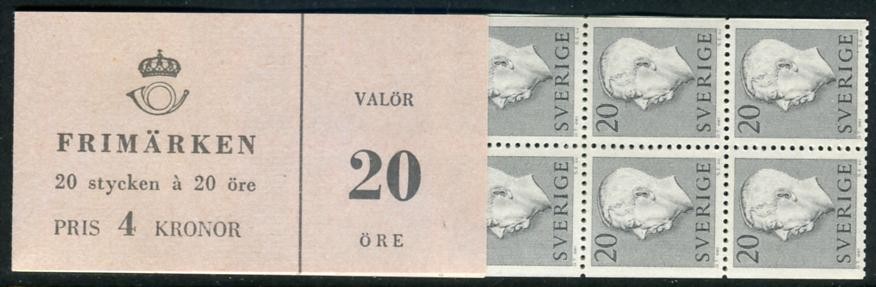 FRIMÄRKEN
20 stycken à 20 öre
PRIS 4 KRONOR
VALÖR
20
ÖRE
SVERIGE
20
SVERIGE
20
SVERIGE
SVERIGE
20
SVERIGE
20
SVERIGE